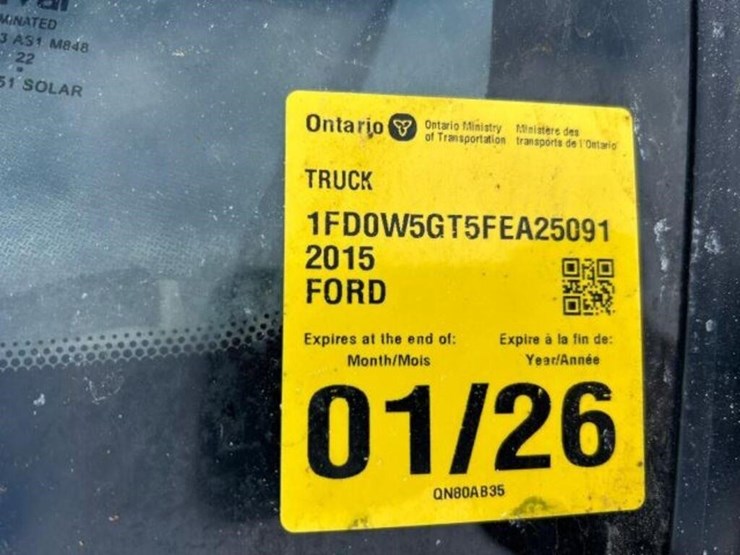 MINATED
3 AS1 M848
22
51 SOLAR
Ontario Ontario Ministry of Transportation Ministère des transports de l'Ontario
TRUCK
1FD0W5GT5FEA25091
2015
FORD
Expires at the end of: Expire à la fin de:
Month/Mois Year/Année
01/26
QN80AB35